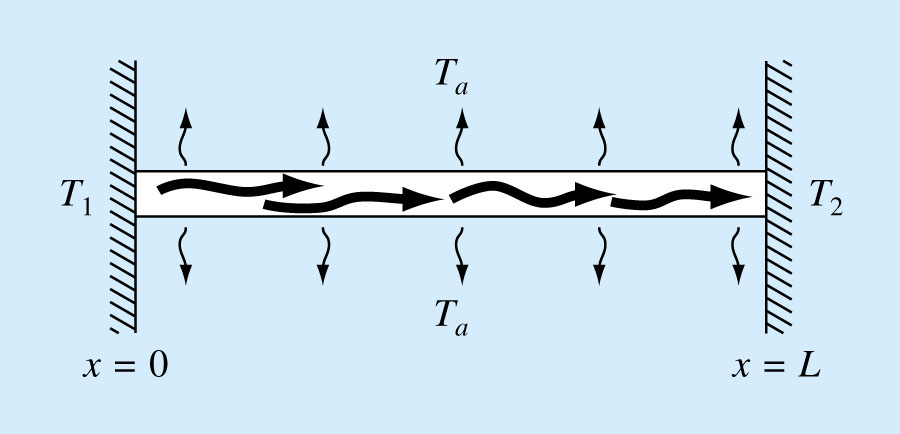 Tₐ
T₁
T₂
Tₐ
x = 0
x = L